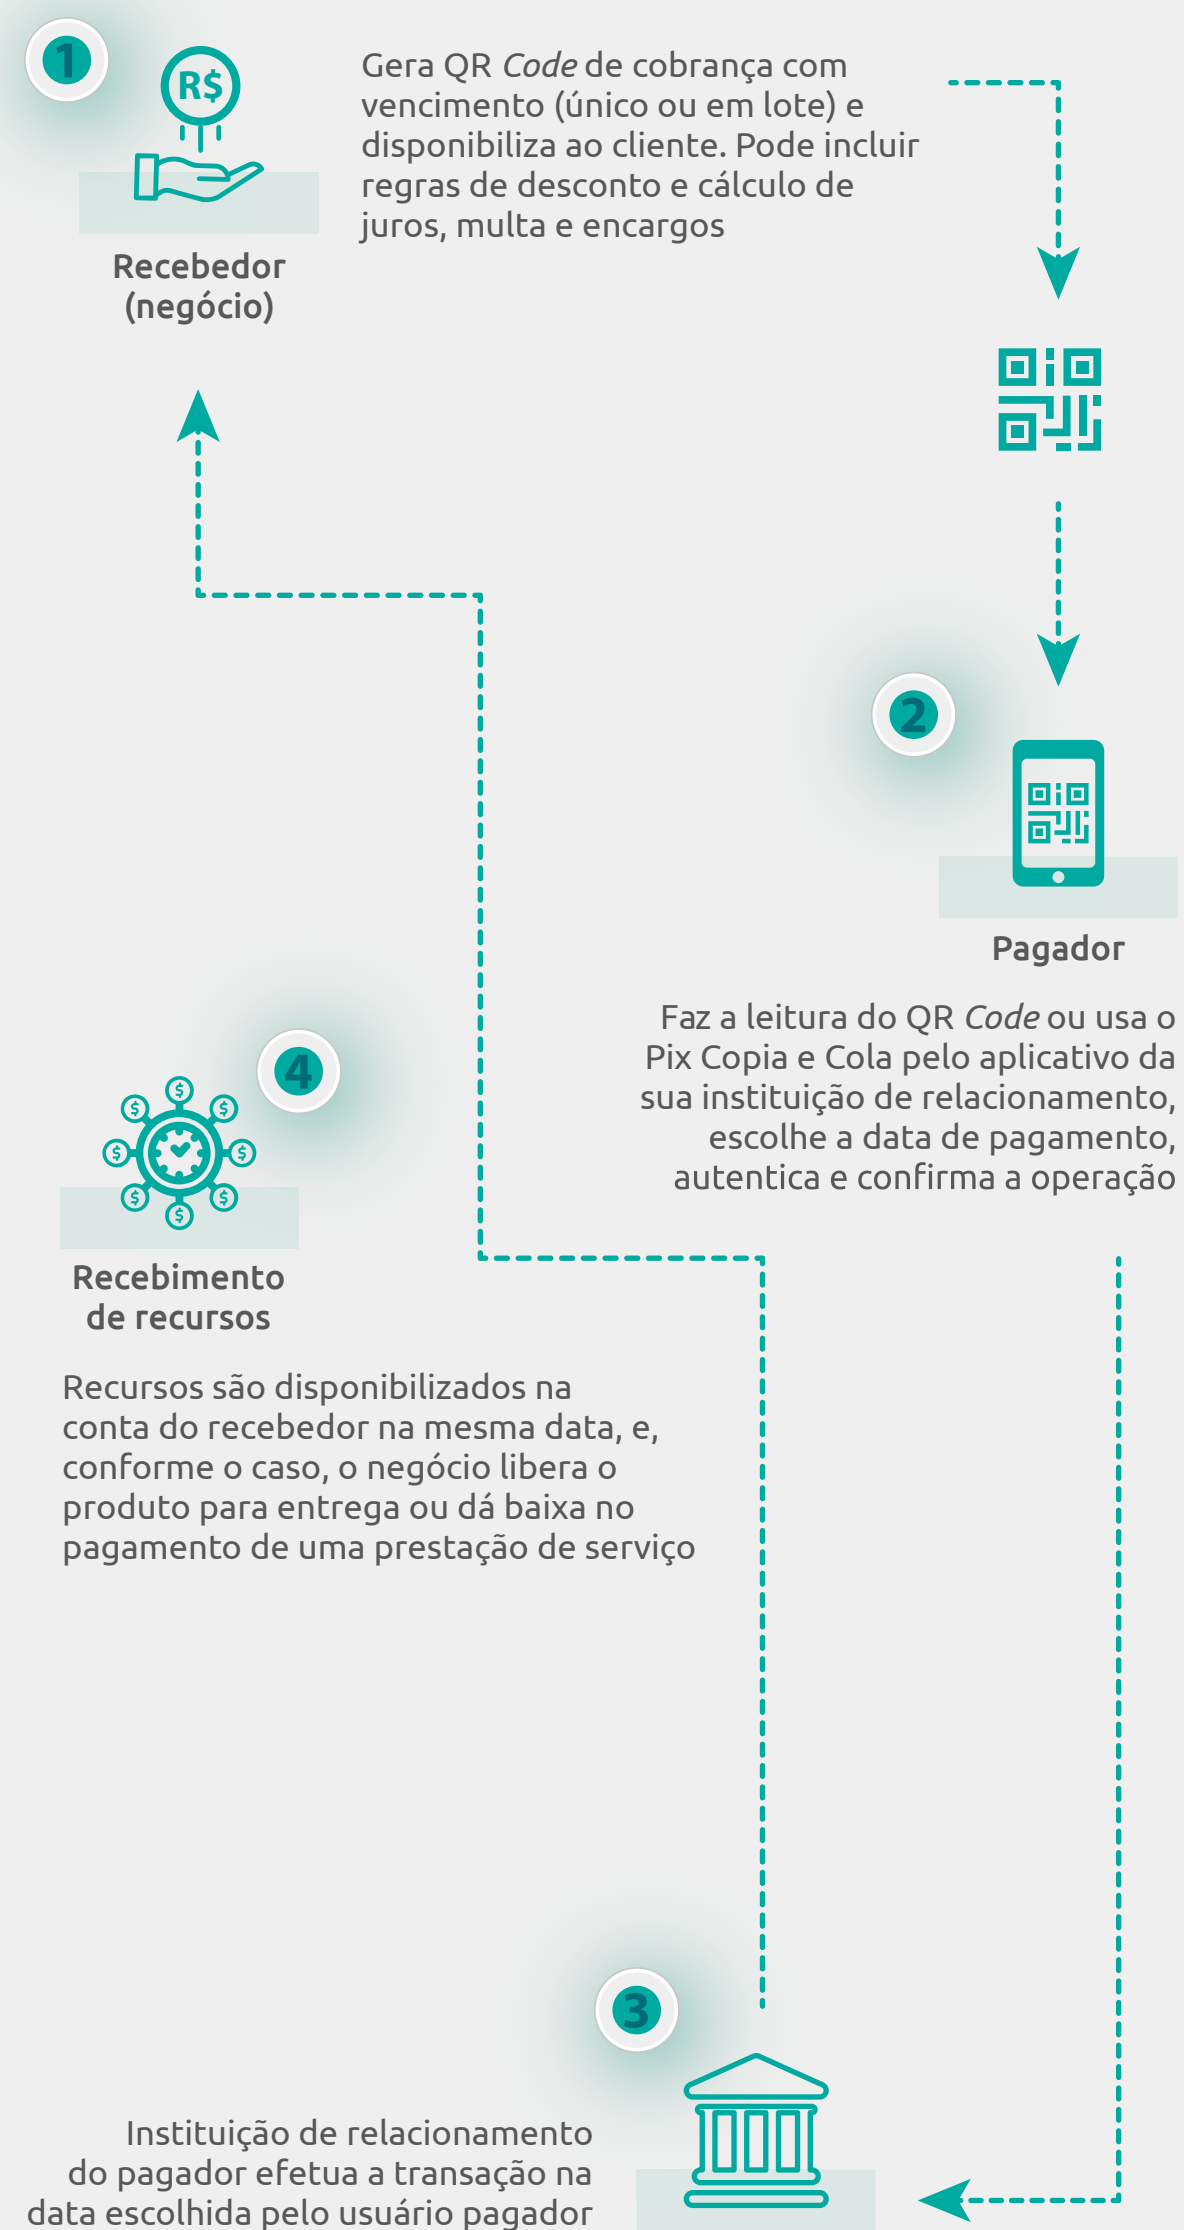 1
R$
Recebedor
(negócio)
Gera QR Code de cobrança com
vencimento (único ou em lote) e
disponibiliza ao cliente. Pode incluir
regras de desconto e cálculo de
juros, multa e encargos
2
Pagador
Faz a leitura do QR Code ou usa o
Pix Copia e Cola pelo aplicativo da
sua instituição de relacionamento,
escolhe a data de pagamento,
autentica e confirma a operação
4
$
$
$
$
$
$
$
$
Recebimento
de recursos
Recursos são disponibilizados na
conta do recebedor na mesma data, e,
conforme o caso, o negócio libera o
produto para entrega ou dá baixa no
pagamento de uma prestação de serviço
3
Instituição de relacionamento
do pagador efetua a transação na
data escolhida pelo usuário pagador